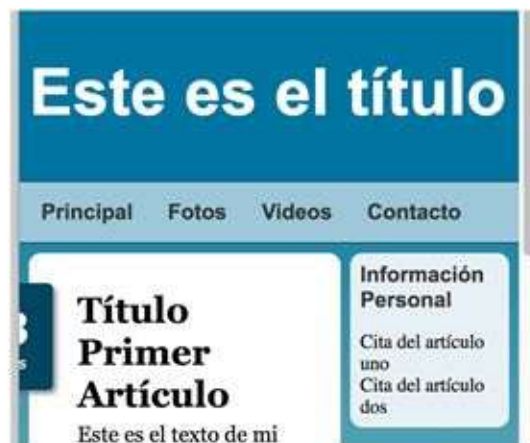 Este es el título
Principal Fotos Videos Contacto
Título
Primer
Artículo
Este es el texto de mi
Información
Personal
Cita del artículo
uno
Cita del artículo
dos